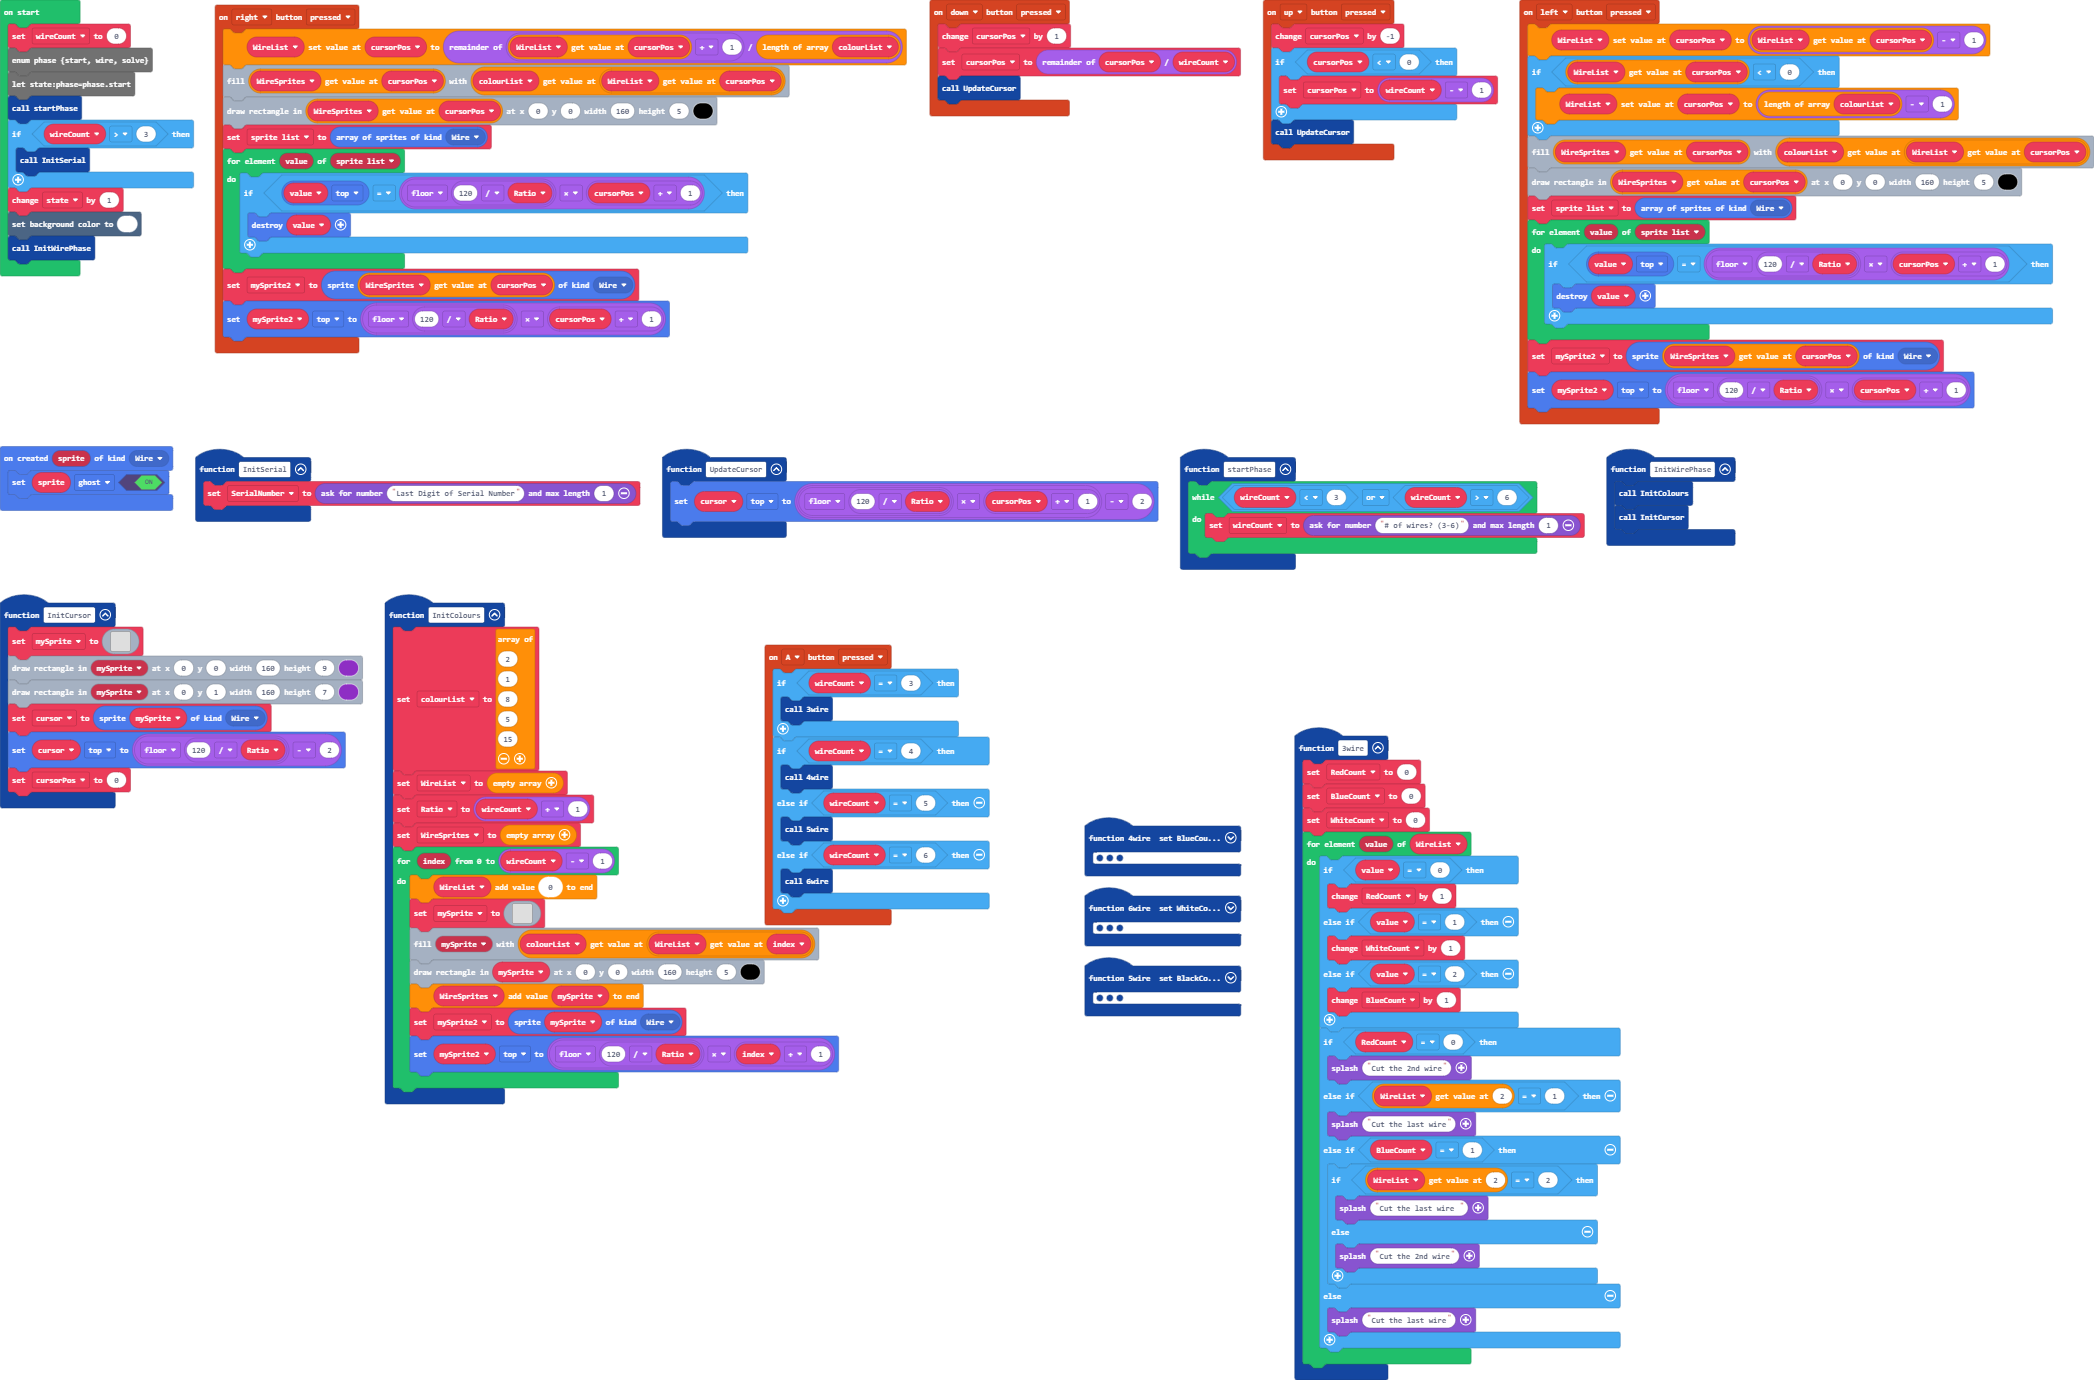 on start
set wireCount to 0
enum phase {start, wire, solve}
let state:phase=phase.start
call startPhase
if wireCount > 3 then
call InitSerial
change state by 1
set background color to
call InitWirePhase
on right button pressed
WireList set value at cursorPos to remainder of WireList get value at cursorPos + 1 / length of array colourList
fill WireSprites get value at cursorPos with colourList get value at WireList get value at cursorPos
draw rectangle in WireSprites get value at cursorPos at x 0 y 0 width 160 height 5
set sprite list to array of sprites of kind Wire
for element value of sprite list
do
if value top = floor 120 / Ratio × cursorPos + 1 then
destroy value
set mySprite2 to sprite WireSprites get value at cursorPos of kind Wire
set mySprite2 top to floor 120 / Ratio × cursorPos + 1
on down button pressed
change cursorPos by 1
set cursorPos to remainder of cursorPos / wireCount
call UpdateCursor
on up button pressed
change cursorPos by -1
if cursorPos < 0 then
set cursorPos to wireCount - 1
call UpdateCursor
on left button pressed
WireList set value at cursorPos to WireList get value at cursorPos - 1
if WireList get value at cursorPos < 0 then
WireList set value at cursorPos to length of array colourList - 1
fill WireSprites get value at cursorPos with colourList get value at WireList get value at cursorPos
draw rectangle in WireSprites get value at cursorPos at x 0 y 0 width 160 height 5
set sprite list to array of sprites of kind Wire
for element value of sprite list
do
if value top = floor 120 / Ratio × cursorPos + 1 then
destroy value
set mySprite2 to sprite WireSprites get value at cursorPos of kind Wire
set mySprite2 top to floor 120 / Ratio × cursorPos + 1
on created sprite of kind Wire
set sprite ghost ON
function InitSerial
set SerialNumber to ask for number "Last Digit of Serial Number" and max length 1
function UpdateCursor
set cursor top to floor 120 / Ratio × cursorPos + 1 - 2
function startPhase
while wireCount < 3 or wireCount > 6
do set wireCount to ask for number "# of wires? (3-6)" and max length 1
function InitWirePhase
call InitColours
call InitCursor
function InitCursor
set mySprite to
draw rectangle in mySprite at x 0 y 0 width 160 height 9
draw rectangle in mySprite at x 0 y 1 width 160 height 7
set cursor to sprite mySprite of kind Wire
set cursor top to floor 120 / Ratio - 2
set cursorPos to 0
function InitColours
set colourList to array of
2
1
8
5
15
set WireList to empty array
set Ratio to wireCount + 1
set WireSprites to empty array
for index from 0 to wireCount - 1
do
WireList add value 0 to end
set mySprite to
fill mySprite with colourList get value at WireList get value at index
draw rectangle in mySprite at x 0 y 0 width 160 height 5
WireSprites add value mySprite to end
set mySprite2 to sprite mySprite of kind Wire
set mySprite2 top to floor 120 / Ratio × index + 1
on A button pressed
if wireCount = 3 then
call 3wire
if wireCount = 4 then
call 4wire
else if wireCount = 5 then
call 5wire
else if wireCount = 6 then
call 6wire
function 4wire set BlueCou...
function 6wire set WhiteCo...
function 5wire set BlackCo...
function 3wire
set RedCount to 0
set BlueCount to 0
set WhiteCount to 0
for element value of WireList
do
if value = 0 then
change RedCount by 1
else if value = 1 then
change WhiteCount by 1
else if value = 2 then
change BlueCount by 1
if RedCount = 0 then
splash "Cut the 2nd wire"
else if WireList get value at 2 = 1 then
splash "Cut the last wire"
else if BlueCount = 1 then
if WireList get value at 2 = 2 then
splash "Cut the last wire "
else
splash "Cut the 2nd wire"
else
splash "Cut the last wire"